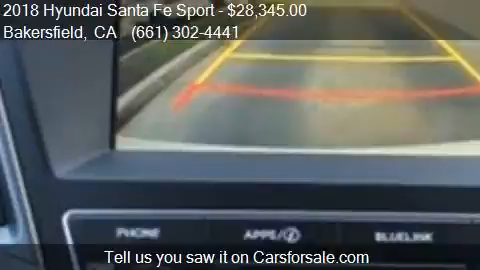 2018 Hyundai Santa Fe Sport - $28,345.00
Bakersfield, CA (661) 302-4441
PHONE APPS/i BLUELINK
Tell us you saw it on Carsforsale.com